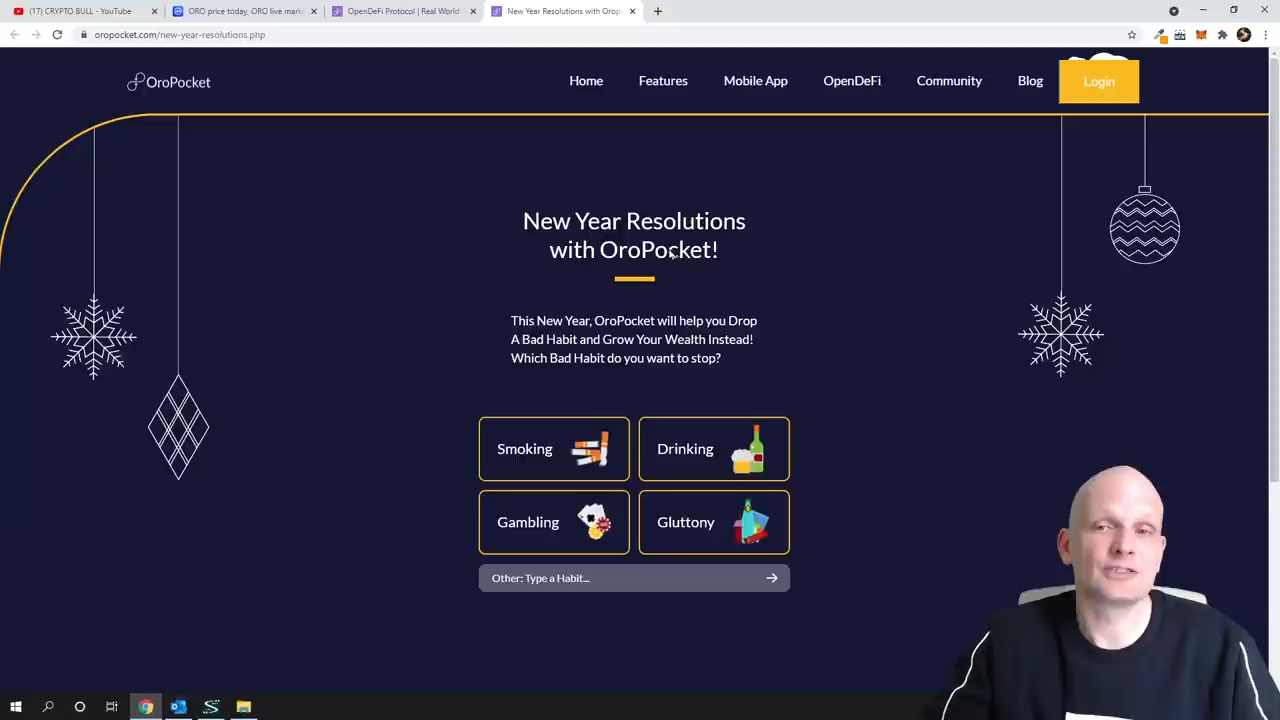 (17) CRYPTO BULL - YouTube
ORO price today, ORO live mark
OpenDeFi Protocol | Real World
New Year Resolutions with Orop
oropocket.com/new-year-resolutions.php
OroPocket
Home
Features
Mobile App
OpenDeFi
Community
Blog
Login
New Year Resolutions
with OroPocket!
This New Year, OroPocket will help you Drop
A Bad Habit and Grow Your Wealth Instead!
Which Bad Habit do you want to stop?
Smoking
Drinking
Gambling
Gluttony
Other: Type a Habit...